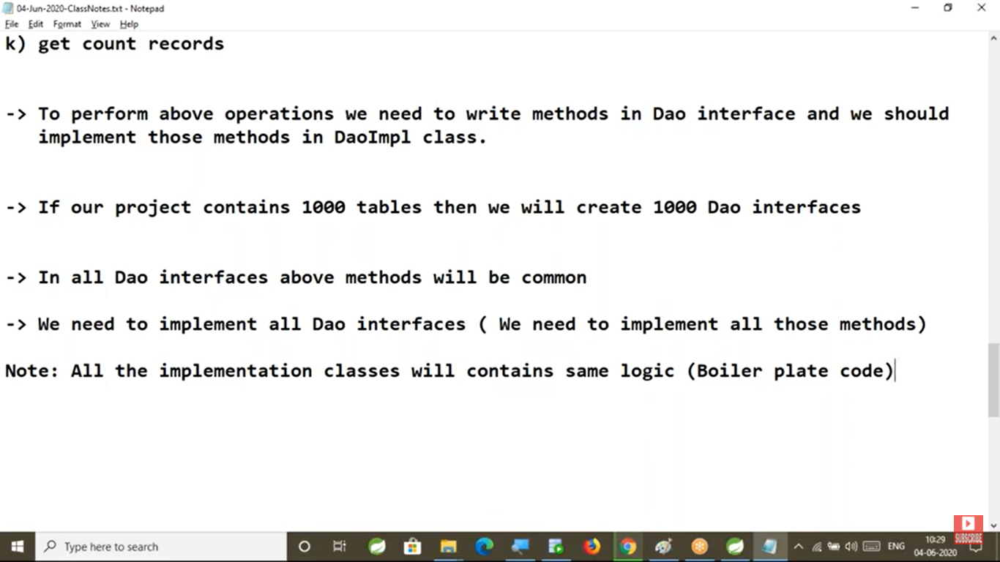 04-Jun-2020-ClassNotes.txt - Notepad
File Edit Format View Help
k) get count records
-> To perform above operations we need to write methods in Dao interface and we should
implement those methods in DaoImpl class.
-> If our project contains 1000 tables then we will create 1000 Dao interfaces
-> In all Dao interfaces above methods will be common
-> We need to implement all Dao interfaces ( We need to implement all those methods)
Note: All the implementation classes will contains same logic (Boiler plate code)
SUBSCRIBE
Type here to search
ENG
10:29
04-06-2020